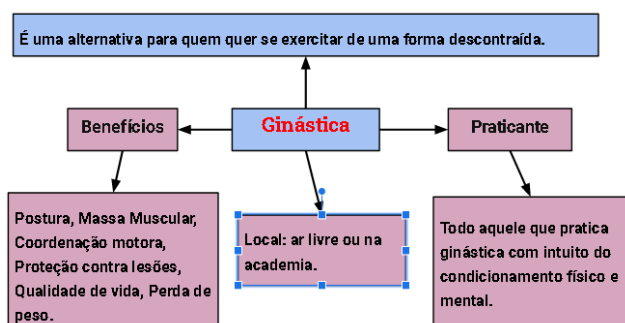 É uma alternativa para quem quer se exercitar de uma forma descontraída.
Benefícios
Ginástica
Praticante
Postura, Massa Muscular,
Coordenação motora,
Proteção contra lesões,
Qualidade de vida, Perda de
peso.
Local: ar livre ou na
academia.
Todo aquele que pratica
ginástica com intuito do
condicionamento físico e
mental.